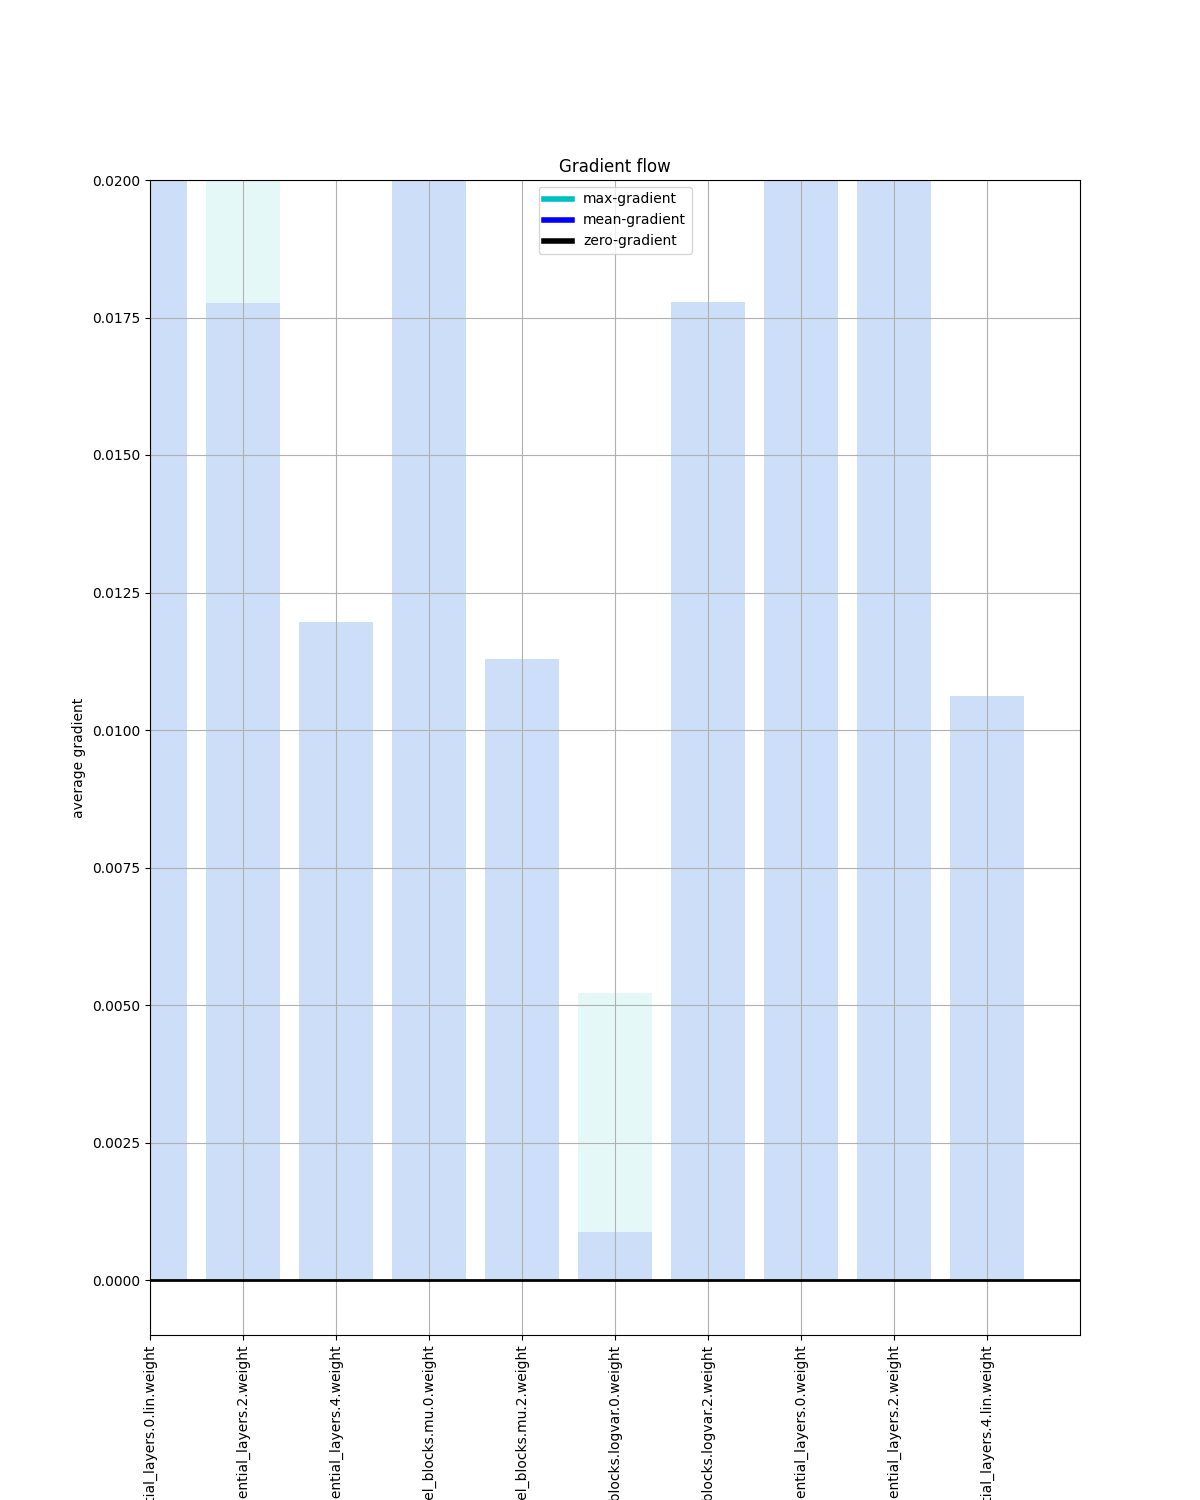 Gradient flow
max-gradient
mean-gradient
zero-gradient
average gradient
0.0200
0.0175
0.0150
0.0125
0.0100
0.0075
0.0050
0.0025
0.0000
tial_layers.0.lin.weight
ential_layers.2.weight
ential_layers.4.weight
el_blocks.mu.0.weight
el_blocks.mu.2.weight
blocks.logvar.0.weight
blocks.logvar.2.weight
ential_layers.0.weight
ential_layers.2.weight
tial_layers.4.lin.weight